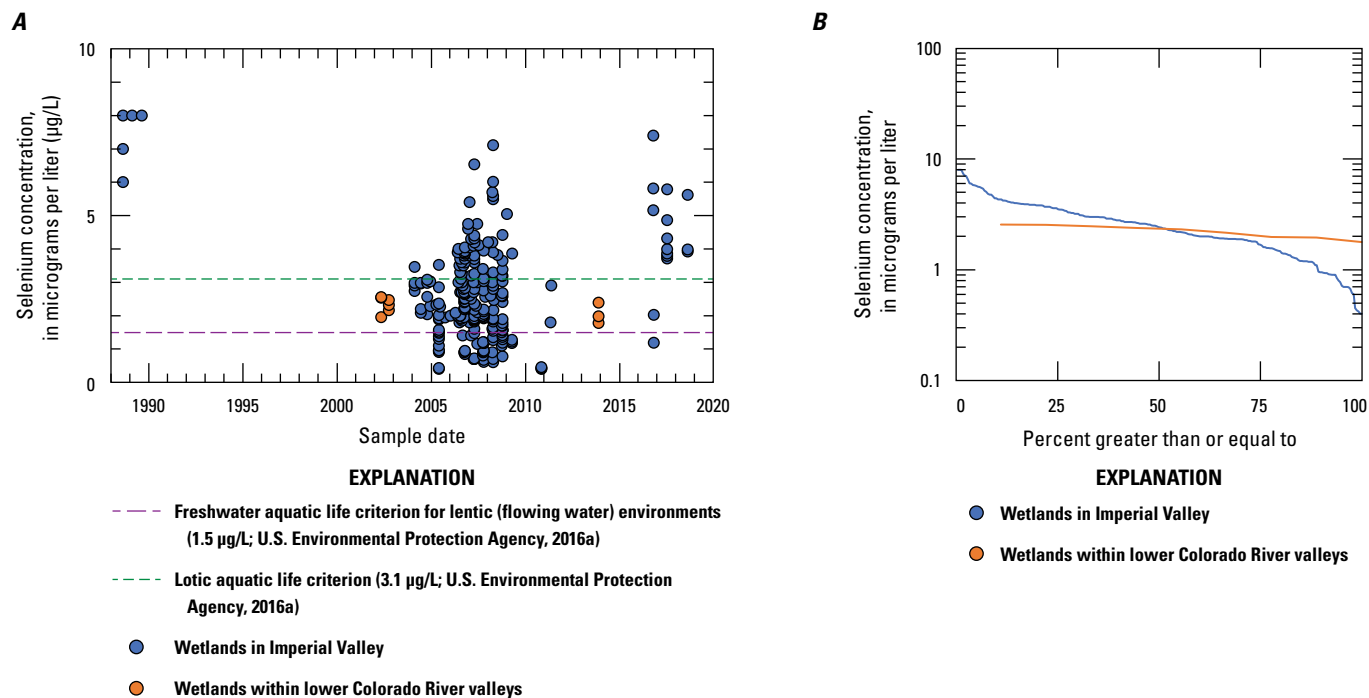 A
10
5
0
Selenium concentration,
in micrograms per liter (µg/L)
1990 1995 2000 2005 2010 2015 2020
Sample date
EXPLANATION
Freshwater aquatic life criterion for lentic (flowing water) environments
(1.5 µg/L; U.S. Environmental Protection Agency, 2016a)
Lotic aquatic life criterion (3.1 µg/L; U.S. Environmental Protection
Agency, 2016a)
Wetlands in Imperial Valley
Wetlands within lower Colorado River valleys
B
100
10
1
0.1
Selenium concentration,
in micrograms per liter
0 25 50 75 100
Percent greater than or equal to
EXPLANATION
Wetlands in Imperial Valley
Wetlands within lower Colorado River valleys